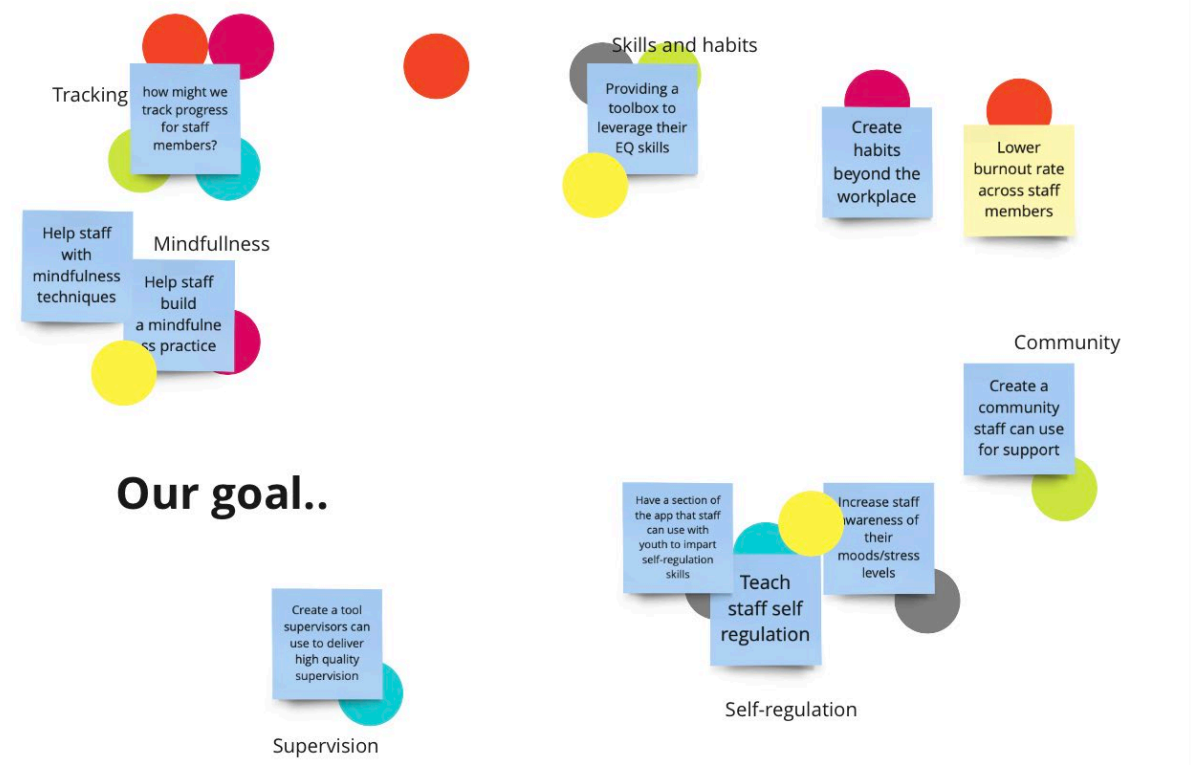 Skills and habits
Tracking
how might we
track progress
for staff
members?
Providing a
toolbox to
leverage their
EQ skills
Create
habits
beyond the
workplace
Lower
burnout rate
across staff
members
Help staff
with
mindfulness
techniques
Mindfullness
Help staff
build
a mindfulne
ss practice
Community
Create a
community
staff can use
for support
Our goal..
Have a section of
the app that staff
can use with
youth to impart
self-regulation
skills
Teach
staff self
regulation
Increase staff
awareness of
their
moods/stress
levels
Self-regulation
Create a tool
supervisors can
use to deliver
high quality
supervision
Supervision